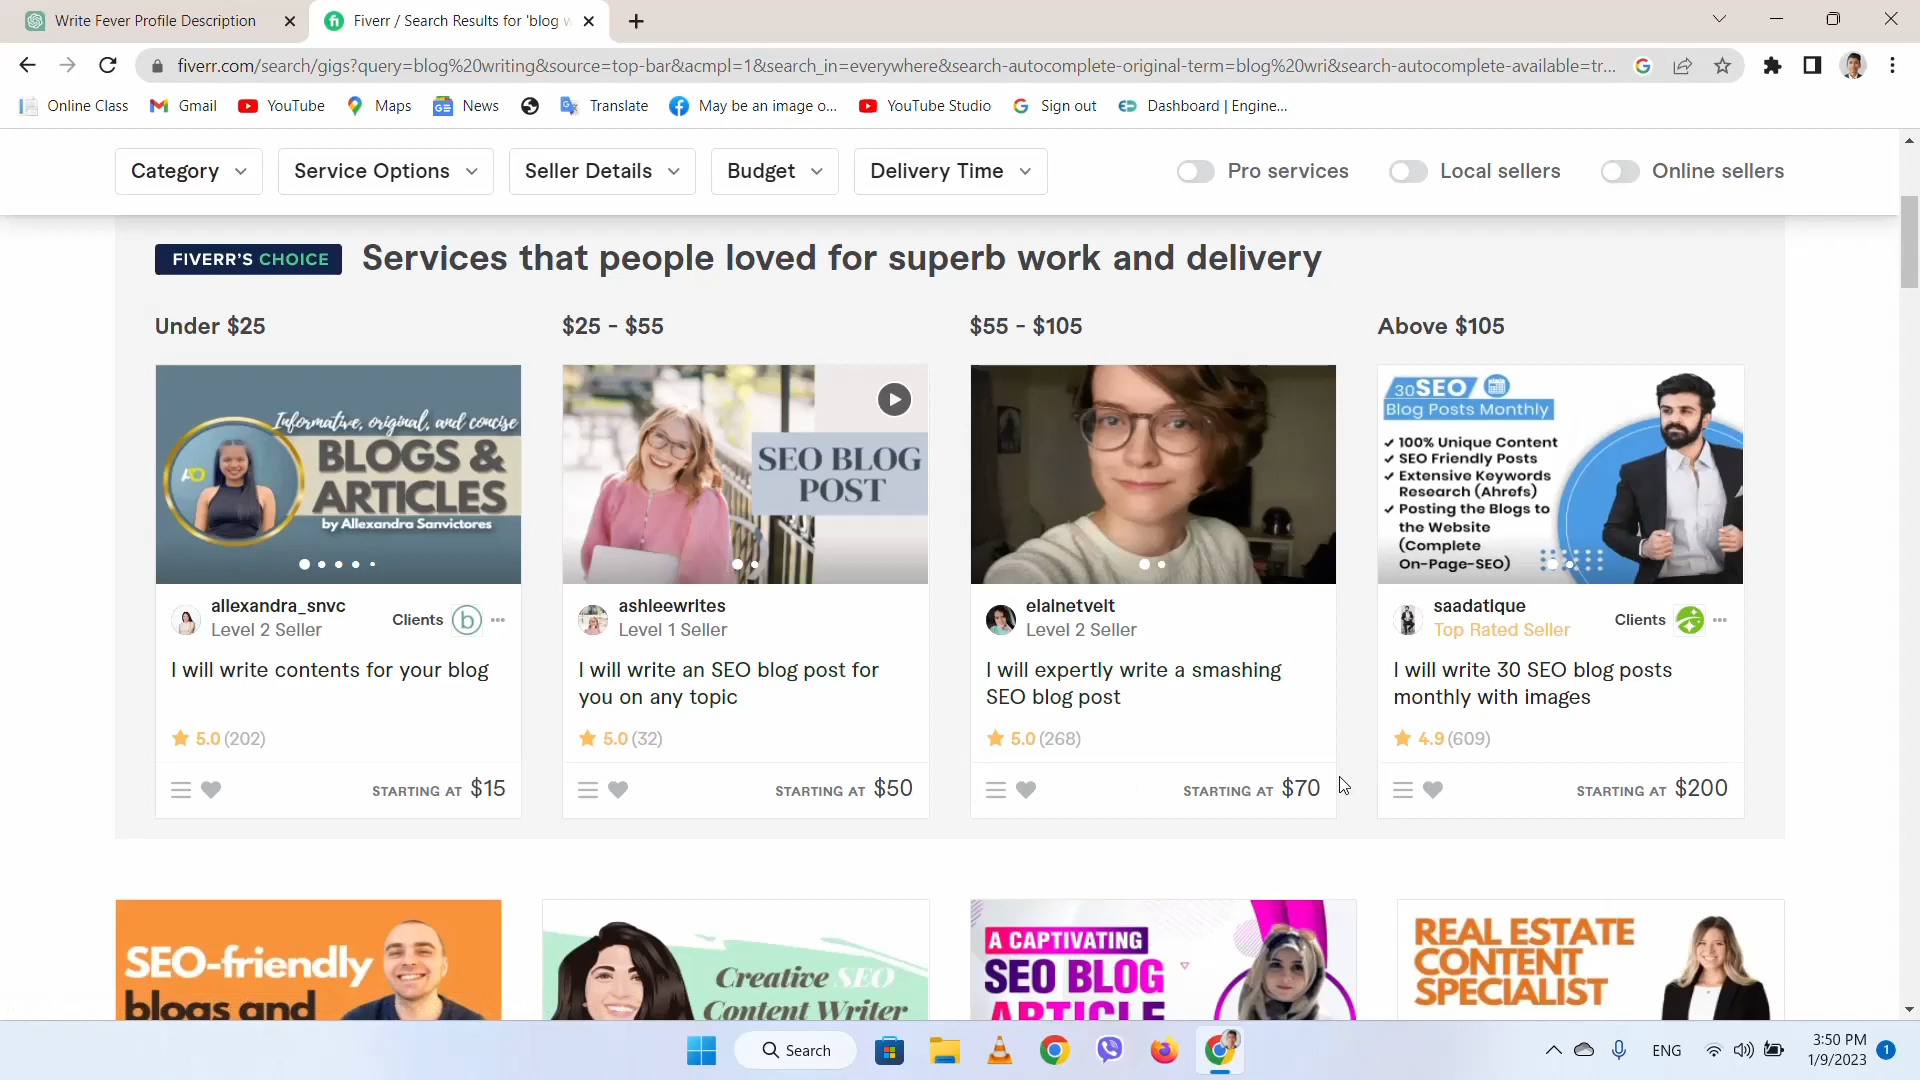 Write Fever Profile Description
Fiverr / Search Results for 'blog w
fiverr.com/search/gigs?query=blog%20writing&source=top-bar&acmpl=1&search_in=everywhere&search-autocomplete-original-term=blog%20wri&search-autocomplete-available=tr...
Online Class
Gmail
YouTube
Maps
News
Translate
May be an image o...
YouTube Studio
Sign out
Dashboard | Engine...
Category
Service Options
Seller Details
Budget
Delivery Time
Pro services
Local sellers
Online sellers
FIVERR'S CHOICE
Services that people loved for superb work and delivery
Under $25
$25 - $55
$55 - $105
Above $105
Informative, original, and concise
AO
BLOGS &
ARTICLES
by Allexandra Sanvictores
SEO BLOG
POST
30 SEO
Blog Posts Monthly
100% Unique Content
SEO Friendly Posts
Extensive Keywords
Research (Ahrefs)
Posting the Blogs to
the Website
(Complete
On-Page-SEO)
allexandra_snvc
Level 2 Seller
Clients
b
ashleewrites
Level 1 Seller
elainetveit
Level 2 Seller
saadatique
Top Rated Seller
Clients
I will write contents for your blog
I will write an SEO blog post for
you on any topic
I will expertly write a smashing
SEO blog post
I will write 30 SEO blog posts
monthly with images
5.0 (202)
5.0 (32)
5.0 (268)
4.9 (609)
STARTING AT $15
STARTING AT $50
STARTING AT $70
STARTING AT $200
SEO-friendly
blogs and
Creative SEO
Content Writer
A CAPTIVATING
SEO BLOG
ARTICLE
REAL ESTATE
CONTENT
SPECIALIST
Search
ENG
3:50 PM
1/9/2023
1